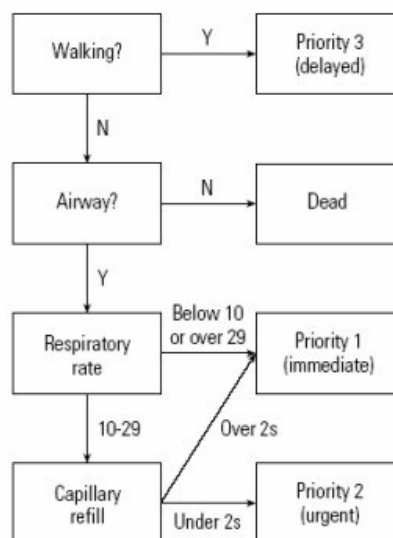 Walking?
Y
Priority 3
(delayed)
N
Airway?
N
Dead
Y
Respiratory
rate
Below 10
or over 29
Priority 1
(immediate)
10-29
Over 2s
Capillary
refill
Under 2s
Priority 2
(urgent)